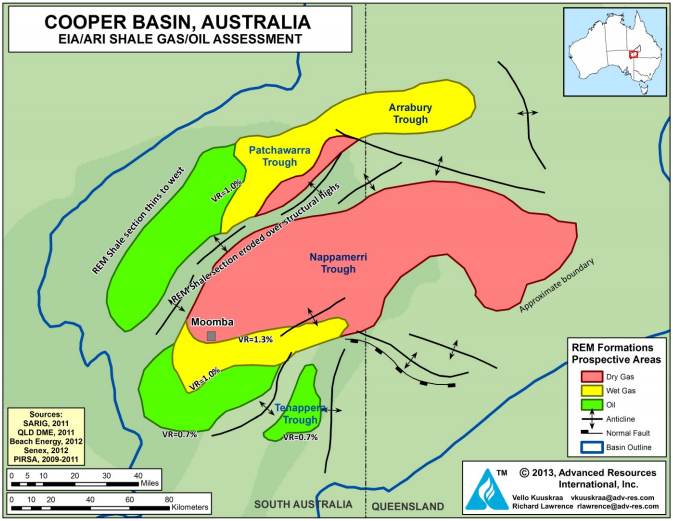 COOPER BASIN, AUSTRALIA
EIA/ARI SHALE GAS/OIL ASSESSMENT
Arrabury
Trough
Patchawarra
Trough
VR=1.0%
REM Shale section thins to west
REM Shale section eroded over structural highs
Nappamerri
Trough
Approximate boundary
Moomba
VR=1.3%
VR=1.0%
Tenappera
Trough
VR=0.7%
VR=0.7%
REM Formations
Prospective Areas
Dry Gas
Wet Gas
Oil
Anticline
Normal Fault
Basin Outline
Sources:
SARIG, 2011
QLD DME, 2011
Beach Energy, 2012
Senex, 2012
PIRSA, 2009-2011
0 5 10 20 30 40
Miles
0 10 20 40 60 80
Kilometers
SOUTH AUSTRALIA
QUEENSLAND
TM
© 2013, Advanced Resources
International, Inc.
Vello Kuuskraa vkuuskraa@adv-res.com
Richard Lawrence rlawrence@adv-res.com